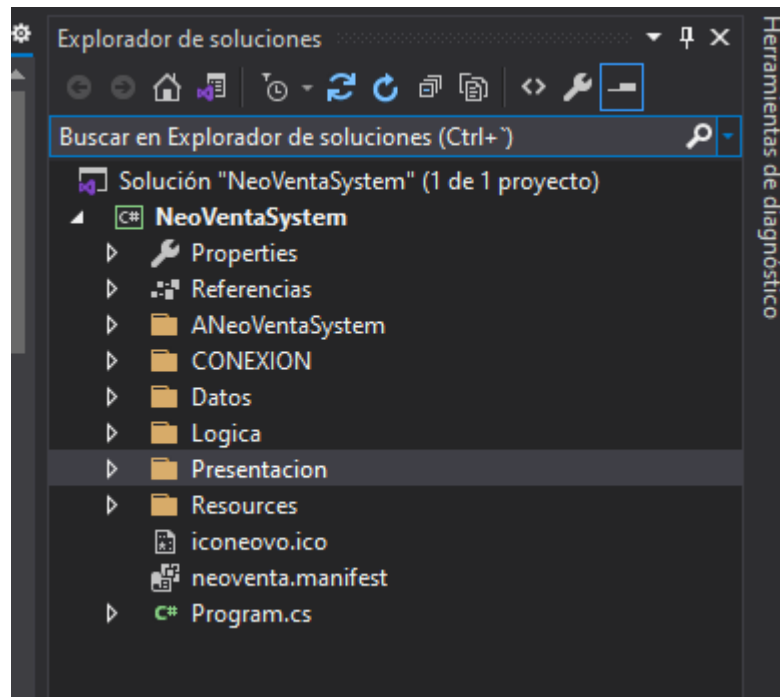 Explorador de soluciones
Buscar en Explorador de soluciones (Ctrl+`)
Solución "NeoVentaSystem" (1 de 1 proyecto)
C# NeoVentaSystem
Properties
Referencias
ANeoVentaSystem
CONEXION
Datos
Logica
Presentacion
Resources
iconeovo.ico
neoventa.manifest
C# Program.cs
Herramientas de diagnóstico